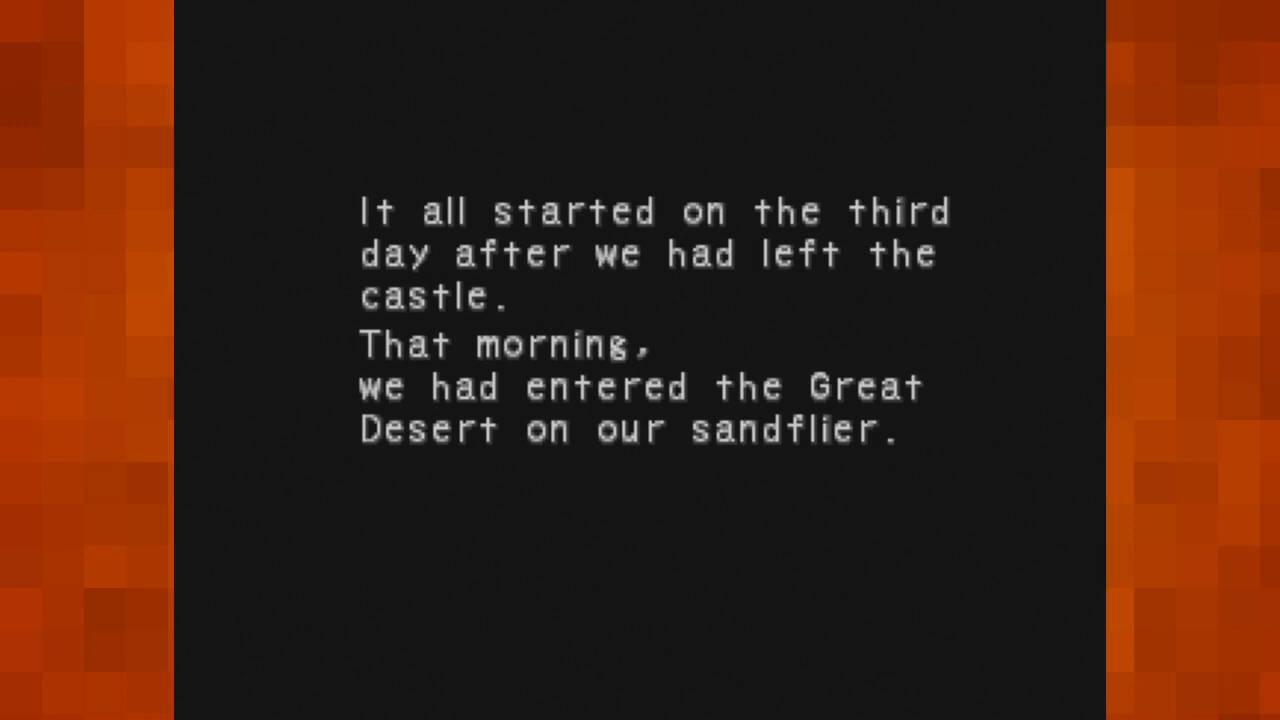 It all started on the third
day after we had left the
castle.
That morning,
we had entered the Great
Desert on our sandflier.